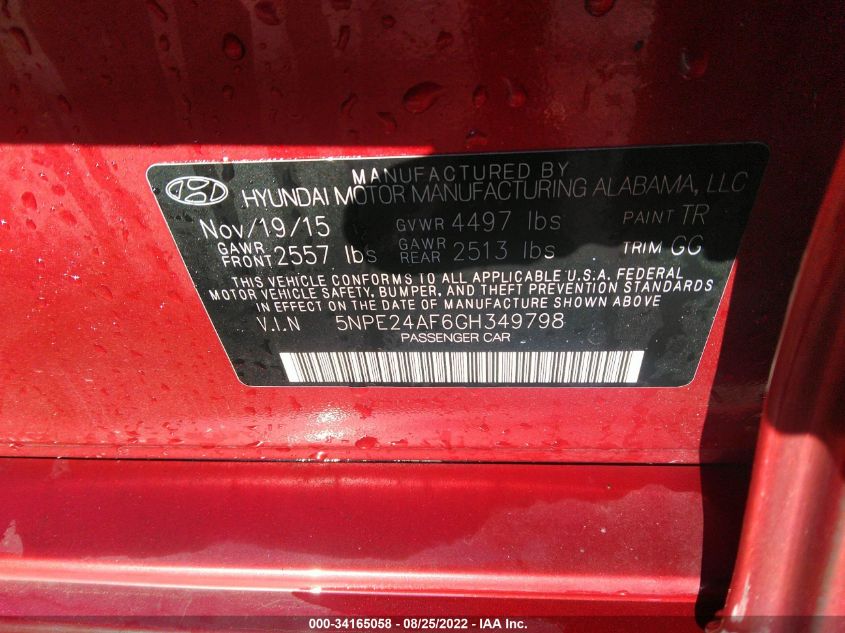 MANUFACTURED BY
HYUNDAI MOTOR MANUFACTURING ALABAMA, LLC
Nov/19/15 GVWR 4497 lbs PAINT TR
GAWR FRONT 2557 lbs GAWR REAR 2513 lbs TRIM GG
THIS VEHICLE CONFORMS TO ALL APPLICABLE U.S.A. FEDERAL
MOTOR VEHICLE SAFETY, BUMPER, AND THEFT PREVENTION STANDARDS
IN EFFECT ON THE DATE OF MANUFACTURE SHOWN ABOVE
V.I.N 5NPE24AF6GH349798
PASSENGER CAR
000-34165058 - 08/25/2022 - IAA Inc.